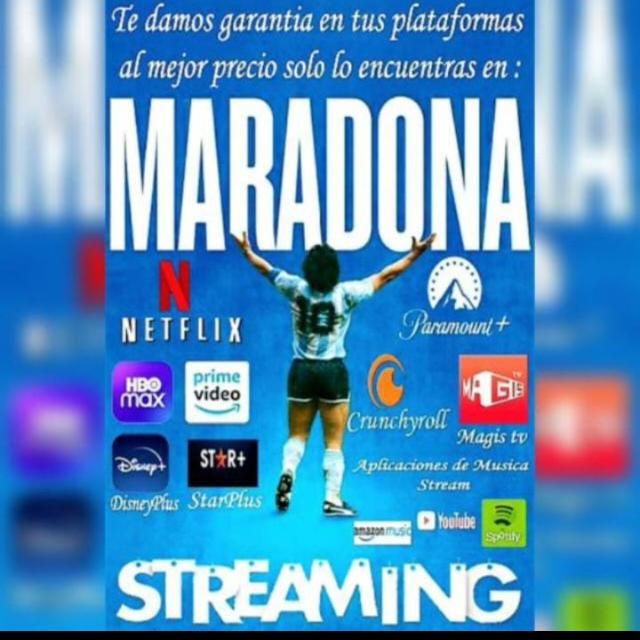 Te damos garantia en tus plataformas
al mejor precio solo lo encuentras en :
MARADONA
10
N
NETFLIX
Paramount+
HBO
max
prime
video
Crunchyroll
MAGIS
TV
Magis tv
Disney+
STAR+
DisneyPlus
StarPlus
Aplicaciones de Musica
Stream
amazon music
YouTube
Spotify
STREAMING